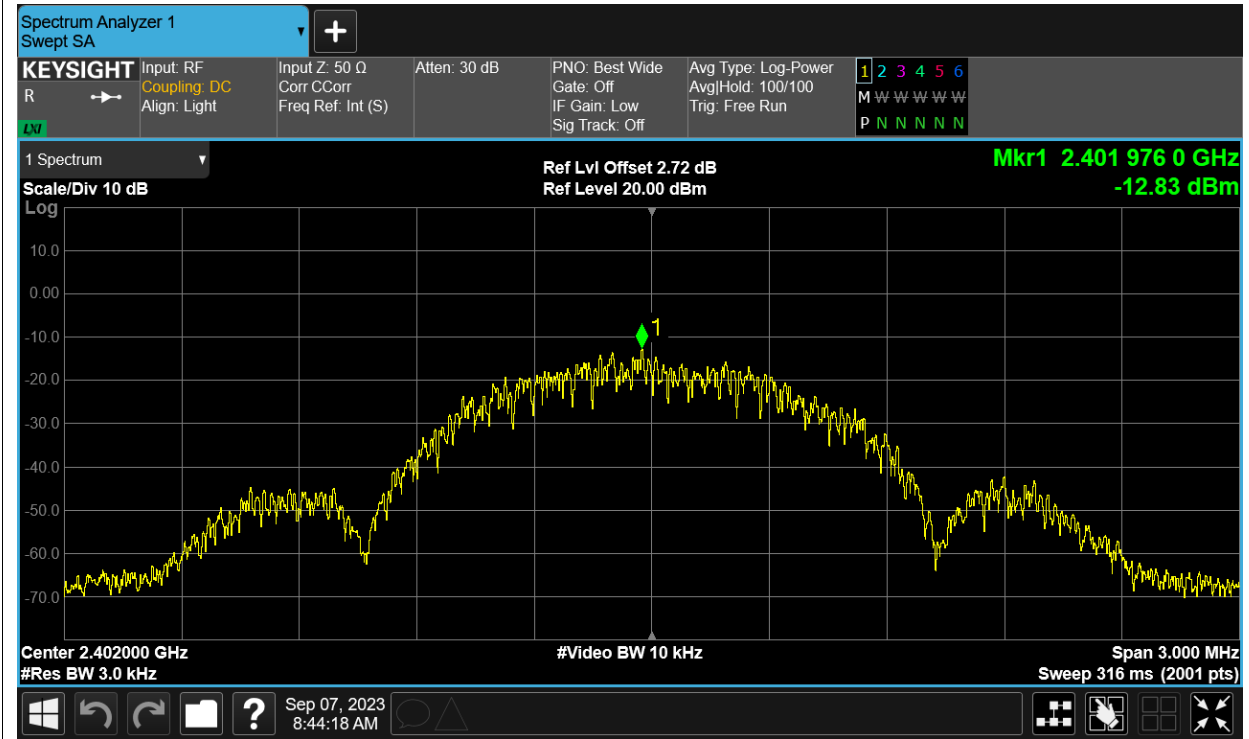 Spectrum Analyzer 1
Swept SA
KEYSIGHT
R
LXI
Input: RF
Coupling: DC
Align: Light
Input Z: 50 Ω
Corr CCorr
Freq Ref: Int (S)
Atten: 30 dB
PNO: Best Wide
Gate: Off
IF Gain: Low
Sig Track: Off
Avg Type: Log-Power
Avg|Hold: 100/100
Trig: Free Run
1 2 3 4 5 6
M W W W W W
P N N N N N
1 Spectrum
Scale/Div 10 dB
Log
Ref Lvl Offset 2.72 dB
Ref Level 20.00 dBm
Mkr1 2.401 976 0 GHz
-12.83 dBm
10.0
0.00
-10.0
-20.0
-30.0
-40.0
-50.0
-60.0
-70.0
1
Center 2.402000 GHz
#Res BW 3.0 kHz
#Video BW 10 kHz
Span 3.000 MHz
Sweep 316 ms (2001 pts)
?
Sep 07, 2023
8:44:18 AM